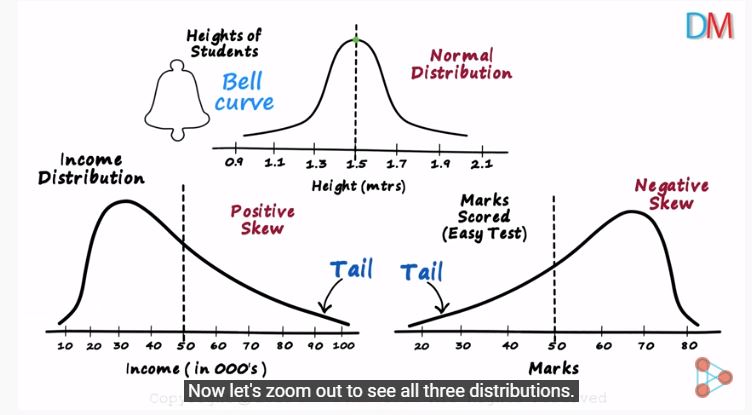 DM
Heights of
Students
Bell
curve
Normal
Distribution
0.9 1.1 1.3 1.5 1.7 1.9 2.1
Height (mtrs)
Income
Distribution
Positive
Skew
Tail
10 20 30 40 50 60 70 80 90 100
Income ( in 000's )
Marks
Scored
(Easy Test)
Negative
Skew
Tail
20 30 40 50 60 70 80
Marks
Now let's zoom out to see all three distributions.